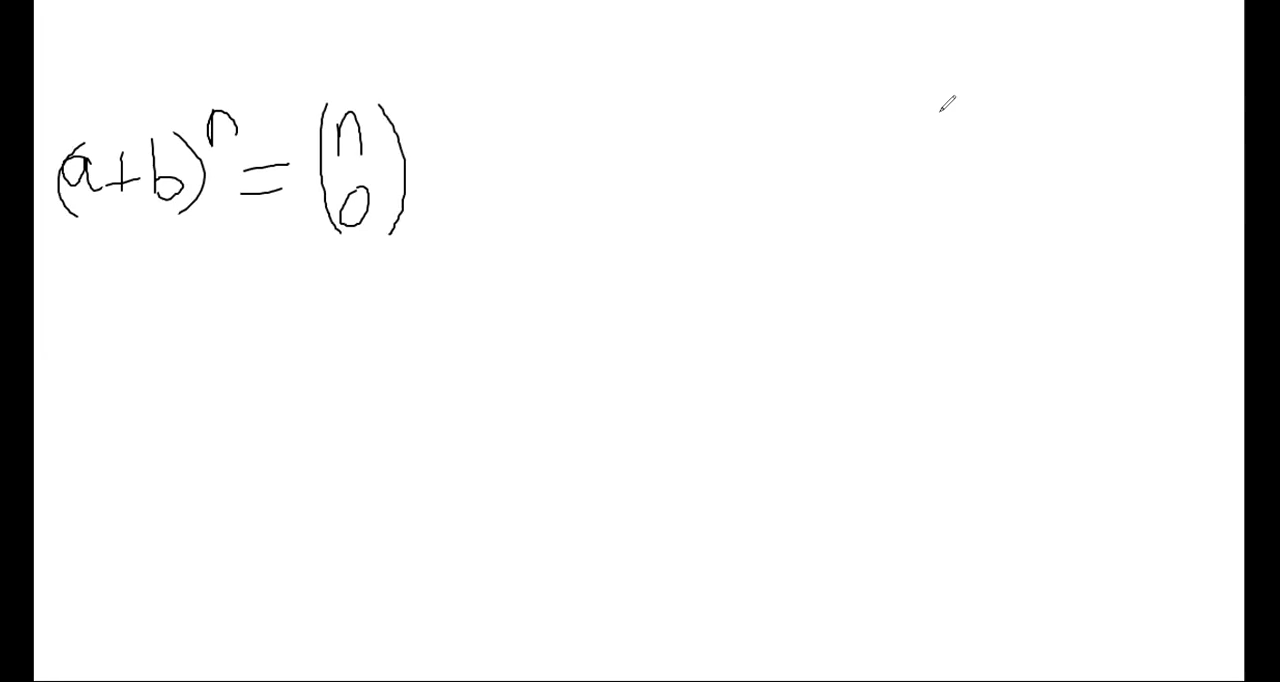 (a+b)^n = (n 0)